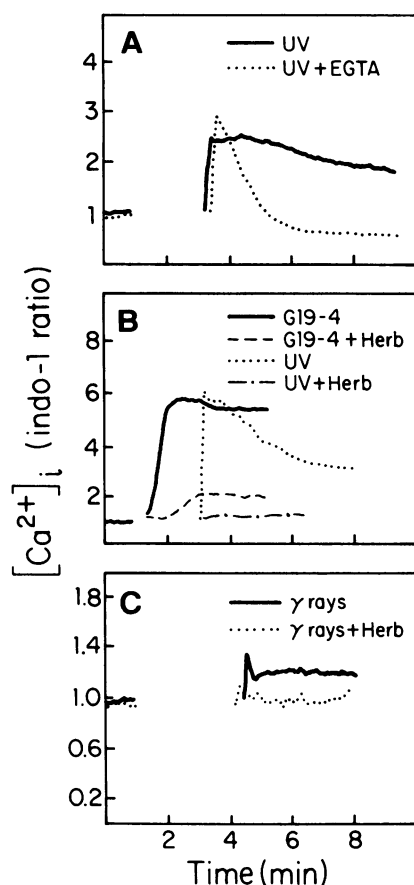 A
UV
UV+EGTA
4
3
2
1
B
G19-4
G19-4+Herb
UV
UV+Herb
8
6
4
2
[Ca2+]i (indo-1 ratio)
C
γ rays
γ rays+Herb
1.8
1.4
1.0
0.6
0.2
2 4 6 8
Time (min)